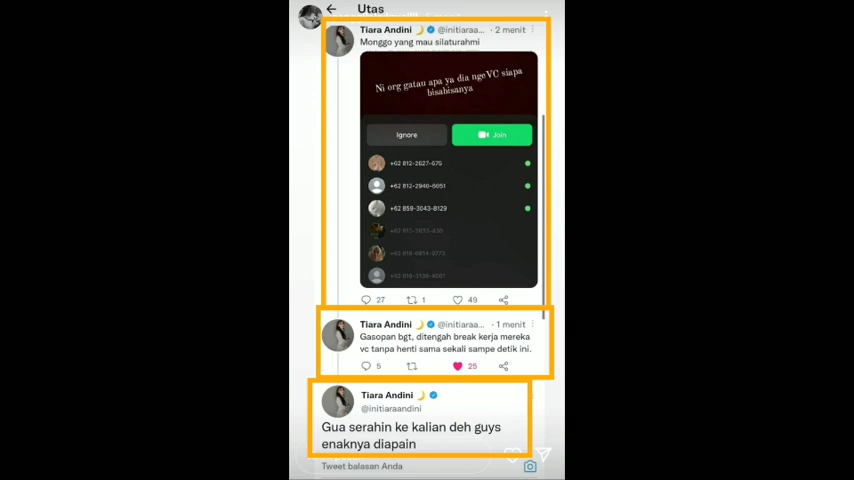 Utas
Tiara Andini @initiaraa... · 2 menit
Monggo yang mau silaturahmi
Ni org gatau apa ya dia ngeVC siapa
bisabisanya
Ignore
Join
+62 812-2627-675
+62 812-2940-6051
+62 859-3043-8129
27 1 49
Tiara Andini @initiaraa... · 1 menit
Gasopan bgt, ditengah break kerja mereka
vc tanpa henti sama sekali sampe detik ini.
5 25
Tiara Andini
@initiaraandini
Gua serahin ke kalian deh guys
enaknya diapain
Tweet balasan Anda